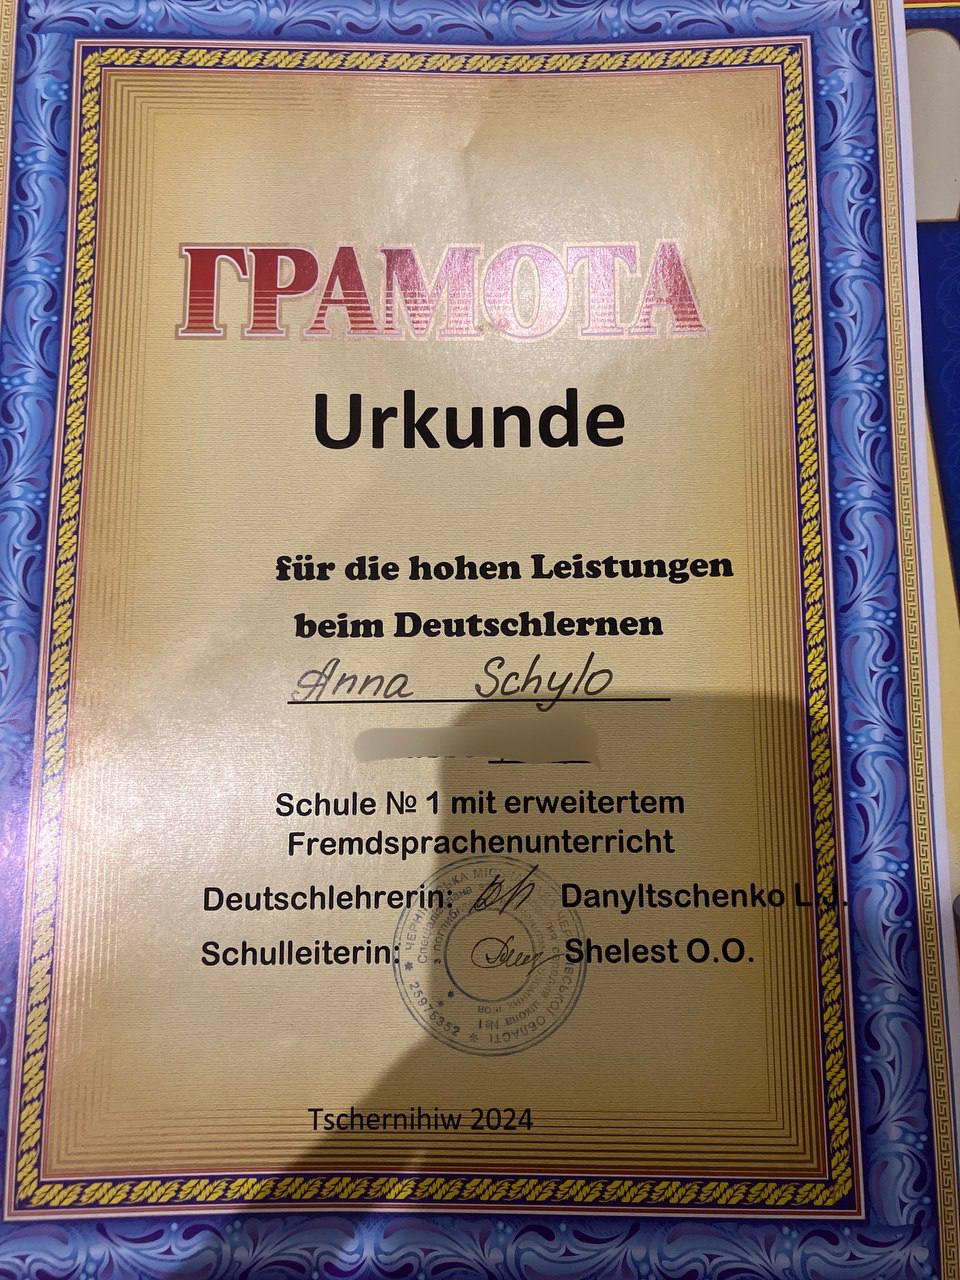 ГРАМОТА
Urkunde
für die hohen Leistungen
beim Deutschlernen
Anna Schylo
Schule № 1 mit erweitertem
Fremdsprachenunterricht
Deutschlehrerin: Danyltschenko L.J.
Schulleiterin: Shelest O.O.
25975352
Tschernihiw 2024